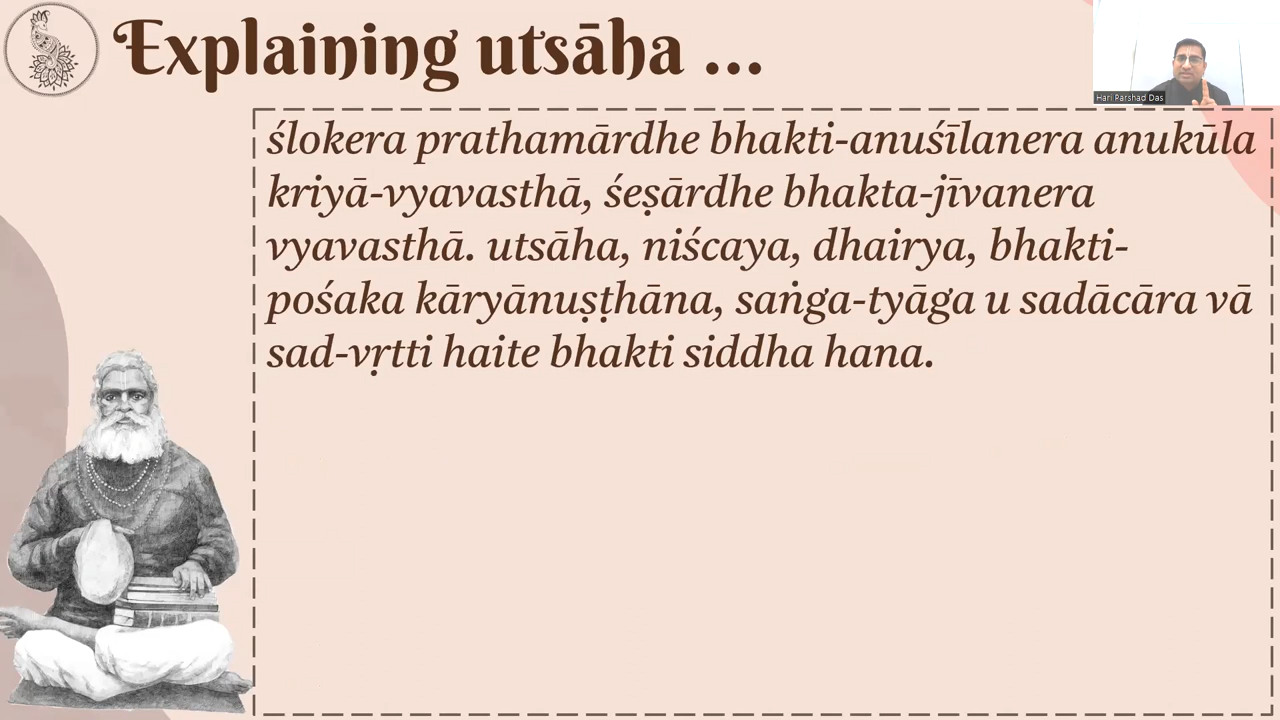 Explaining utsāha ...
Hari Parshad Das
ślokera prathamārdhe bhakti-anuśīlanera anukūla
kriyā-vyavasthā, śeṣārdhe bhakta-jīvanera
vyavasthā. utsāha, niścaya, dhairya, bhakti-
pośaka kāryānuṣṭhāna, saṅga-tyāga u sadācāra vā
sad-vṛtti haite bhakti siddha hana.